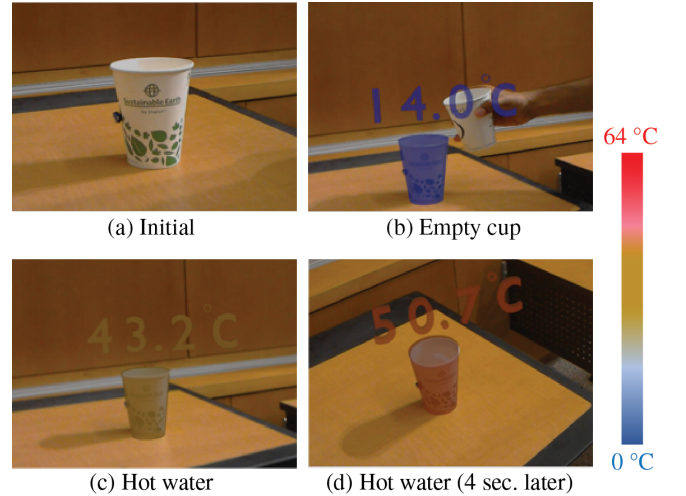 Sustainable Earth
14.0°C
(a) Initial
(b) Empty cup
64 °C
43.2°C
50.7°C
0 °C
(c) Hot water
(d) Hot water (4 sec. later)